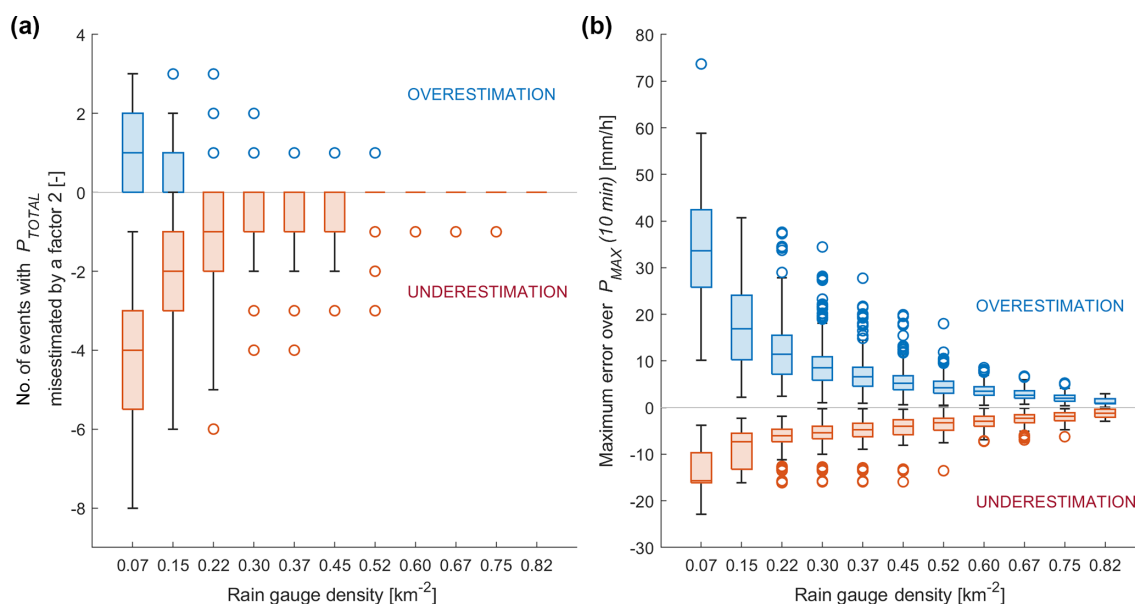 (a)
4
2
0
-2
-4
-6
-8
No. of events with P_TOTAL
misestimated by a factor 2 [-]
OVERESTIMATION
UNDERESTIMATION
0.07 0.15 0.22 0.30 0.37 0.45 0.52 0.60 0.67 0.75 0.82
Rain gauge density [km-2]
(b)
80
70
60
50
40
30
20
10
0
-10
-20
-30
Maximum error over P_MAX (10 min) [mm/h]
OVERESTIMATION
UNDERESTIMATION
0.07 0.15 0.22 0.30 0.37 0.45 0.52 0.60 0.67 0.75 0.82
Rain gauge density [km-2]